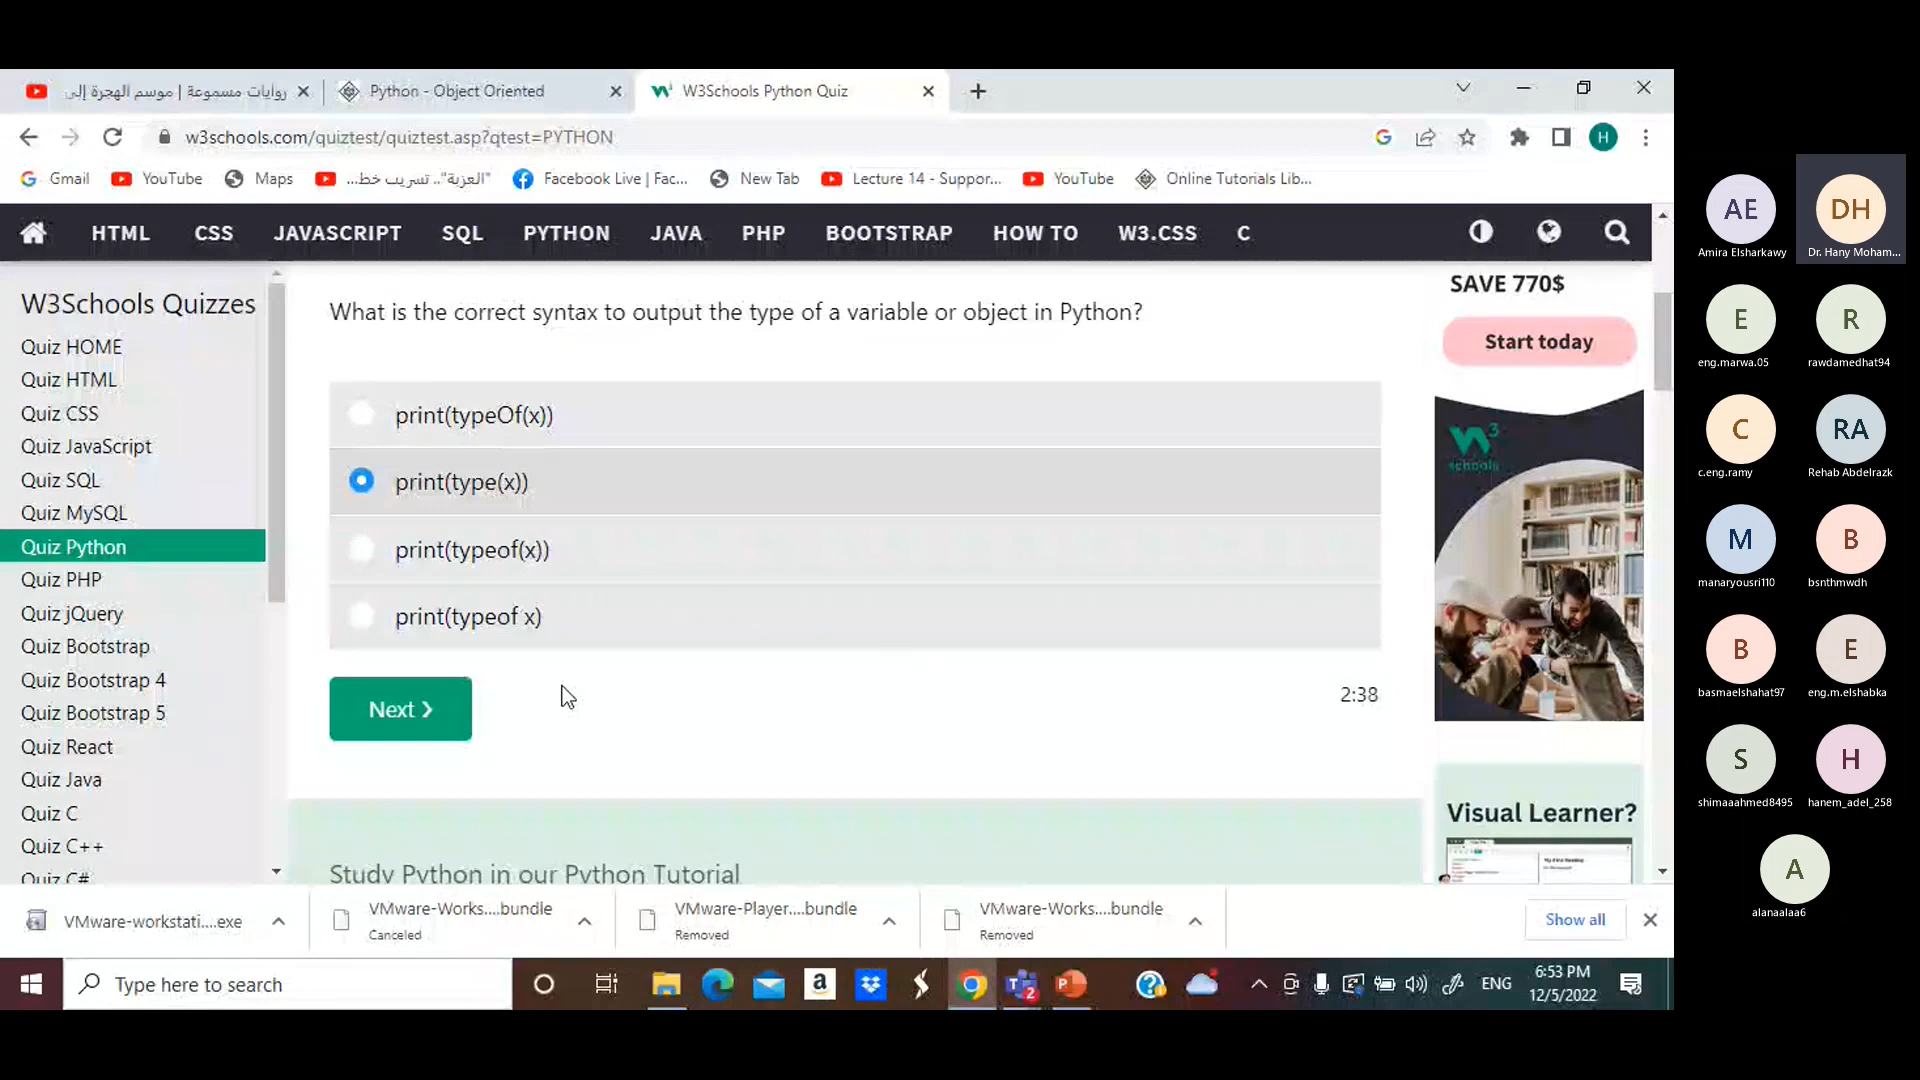 روايات مسموعة | موسم الهجرة إلى
Python - Object Oriented
W3Schools Python Quiz
w3schools.com/quiztest/quiztest.asp?qtest=PYTHON
H
Gmail
YouTube
Maps
"العزبة".. تسريب خط...
Facebook Live | Fac...
New Tab
Lecture 14 - Suppor...
YouTube
Online Tutorials Lib...
HTML
CSS
JAVASCRIPT
SQL
PYTHON
JAVA
PHP
BOOTSTRAP
HOW TO
W3.CSS
C
W3Schools Quizzes
Quiz HOME
Quiz HTML
Quiz CSS
Quiz JavaScript
Quiz SQL
Quiz MySQL
Quiz Python
Quiz PHP
Quiz jQuery
Quiz Bootstrap
Quiz Bootstrap 4
Quiz Bootstrap 5
Quiz React
Quiz Java
Quiz C
Quiz C++
Quiz C#
What is the correct syntax to output the type of a variable or object in Python?
print(typeOf(x))
print(type(x))
print(typeof(x))
print(typeof x)
Next ❯
2:38
Study Python in our Python Tutorial
SAVE 770$
Start today
W3
schools
Visual Learner?
VMware-workstati....exe
VMware-Works....bundle
Canceled
VMware-Player....bundle
Removed
VMware-Works....bundle
Removed
Show all
Type here to search
2
ENG
6:53 PM
12/5/2022
AE
Amira Elsharkawy
DH
Dr. Hany Moham...
E
eng.marwa.05
R
rawdamedhat94
C
c.eng.ramy
RA
Rehab Abdelrazk
M
manaryousri110
B
bsnthmwdh
B
basmaelshahat97
E
eng.m.elshabka
S
shimaaahmed8495
H
hanem_adel_258
A
alanaalaa6